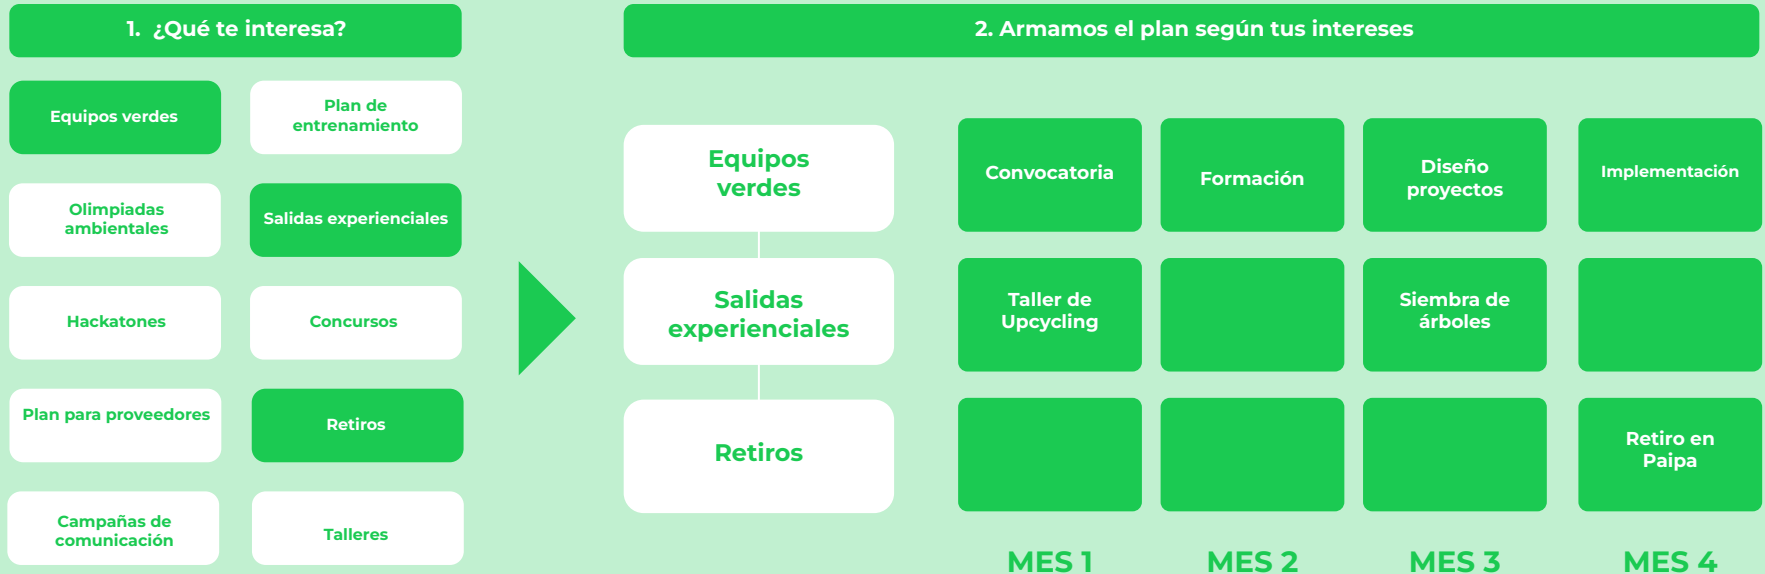 1. ¿Qué te interesa?
Equipos verdes
Plan de
entrenamiento
Olimpiadas
ambientales
Salidas experienciales
Hackatones
Concursos
Plan para proveedores
Retiros
Campañas de
comunicación
Talleres
2. Armamos el plan según tus intereses
Equipos
verdes
Convocatoria
Formación
Diseño
proyectos
Implementación
Salidas
experienciales
Taller de
Upcycling
Siembra de
árboles
Retiros
Retiro en
Paipa
MES 1
MES 2
MES 3
MES 4